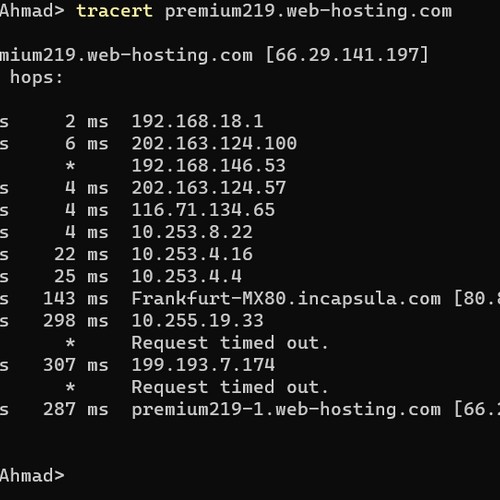 Ahmad> tracert premium219.web-hosting.com
mium219.web-hosting.com [66.29.141.197]
hops:
s 2 ms 192.168.18.1
s 6 ms 202.163.124.100
* 192.168.146.53
s 4 ms 202.163.124.57
s 4 ms 116.71.134.65
s 4 ms 10.253.8.22
s 22 ms 10.253.4.16
s 25 ms 10.253.4.4
s 143 ms Frankfurt-MX80.incapsula.com [80.8
s 298 ms 10.255.19.33
* Request timed out.
s 307 ms 199.193.7.174
* Request timed out.
s 287 ms premium219-1.web-hosting.com [66.2
Ahmad>